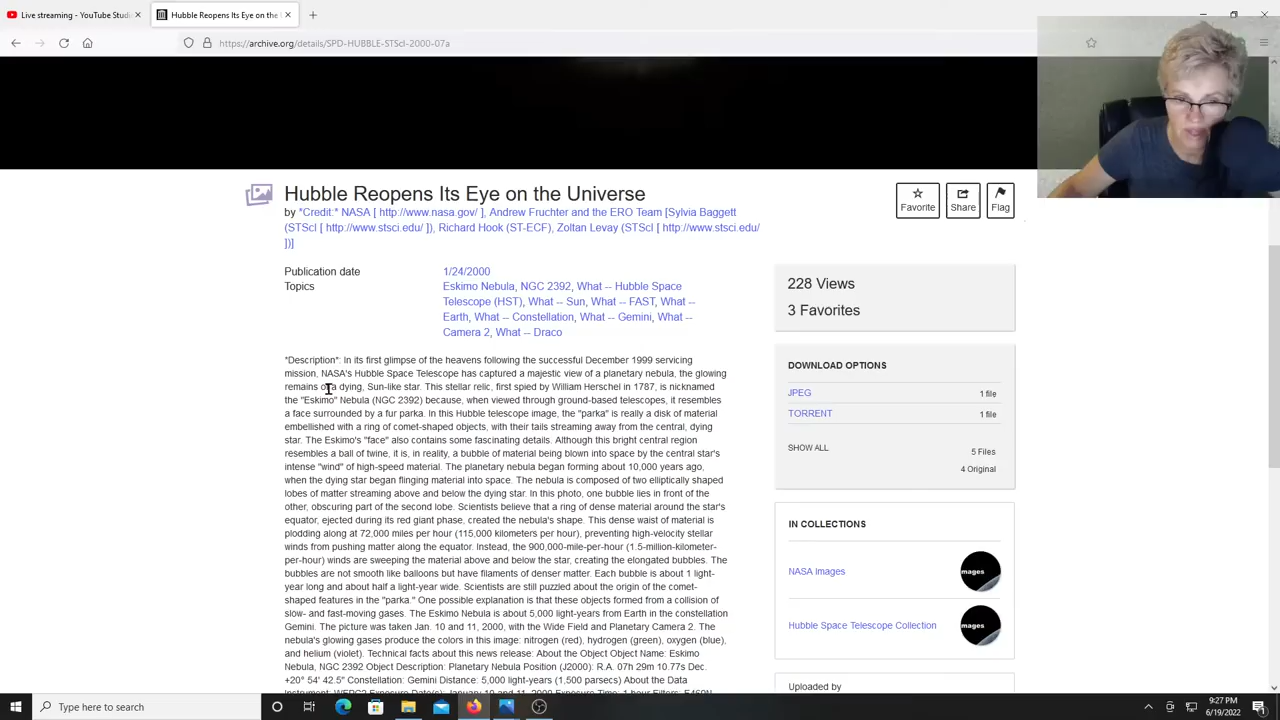 Live streaming - YouTube Studi
Hubble Reopens Its Eye on the
https://archive.org/details/SPD-HUBBLE-STScI-2000-07a
Hubble Reopens Its Eye on the Universe
by *Credit:* NASA [ http://www.nasa.gov/ ], Andrew Fruchter and the ERO Team [Sylvia Baggett
(STScI [ http://www.stsci.edu/ ]), Richard Hook (ST-ECF), Zoltan Levay (STScI [ http://www.stsci.edu/
])]
Favorite
Share
Flag
Publication date 1/24/2000
Topics Eskimo Nebula, NGC 2392, What -- Hubble Space
Telescope (HST), What -- Sun, What -- FAST, What --
Earth, What -- Constellation, What -- Gemini, What --
Camera 2, What -- Draco
*Description*: In its first glimpse of the heavens following the successful December 1999 servicing
mission, NASA's Hubble Space Telescope has captured a majestic view of a planetary nebula, the glowing
remains of a dying, Sun-like star. This stellar relic, first spied by William Herschel in 1787, is nicknamed
the "Eskimo" Nebula (NGC 2392) because, when viewed through ground-based telescopes, it resembles
a face surrounded by a fur parka. In this Hubble telescope image, the "parka" is really a disk of material
embellished with a ring of comet-shaped objects, with their tails streaming away from the central, dying
star. The Eskimo's "face" also contains some fascinating details. Although this bright central region
resembles a ball of twine, it is, in reality, a bubble of material being blown into space by the central star's
intense "wind" of high-speed material. The planetary nebula began forming about 10,000 years ago,
when the dying star began flinging material into space. The nebula is composed of two elliptically shaped
lobes of matter streaming above and below the dying star. In this photo, one bubble lies in front of the
other, obscuring part of the second lobe. Scientists believe that a ring of dense material around the star's
equator, ejected during its red giant phase, created the nebula's shape. This dense waist of material is
plodding along at 72,000 miles per hour (115,000 kilometers per hour), preventing high-velocity stellar
winds from pushing matter along the equator. Instead, the 900,000-mile-per-hour (1.5-million-kilometer-
per-hour) winds are sweeping the material above and below the star, creating the elongated bubbles. The
bubbles are not smooth like balloons but have filaments of denser matter. Each bubble is about 1 light-
year long and about half a light-year wide. Scientists are still puzzled about the origin of the comet-
shaped features in the "parka." One possible explanation is that these objects formed from a collision of
slow- and fast-moving gases. The Eskimo Nebula is about 5,000 light-years from Earth in the constellation
Gemini. The picture was taken Jan. 10 and 11, 2000, with the Wide Field and Planetary Camera 2. The
nebula's glowing gases produce the colors in this image: nitrogen (red), hydrogen (green), oxygen (blue),
and helium (violet). Technical facts about this news release: About the Object Object Name: Eskimo
Nebula, NGC 2392 Object Description: Planetary Nebula Position (J2000): R.A. 07h 29m 10.77s Dec.
+20° 54' 42.5" Constellation: Gemini Distance: 5,000 light-years (1,500 parsecs) About the Data
228 Views
3 Favorites
DOWNLOAD OPTIONS
JPEG 1 file
TORRENT 1 file
SHOW ALL 5 Files
4 Original
IN COLLECTIONS
NASA Images
images
Hubble Space Telescope Collection
images
Uploaded by
Type here to search
9:27 PM
6/19/2022